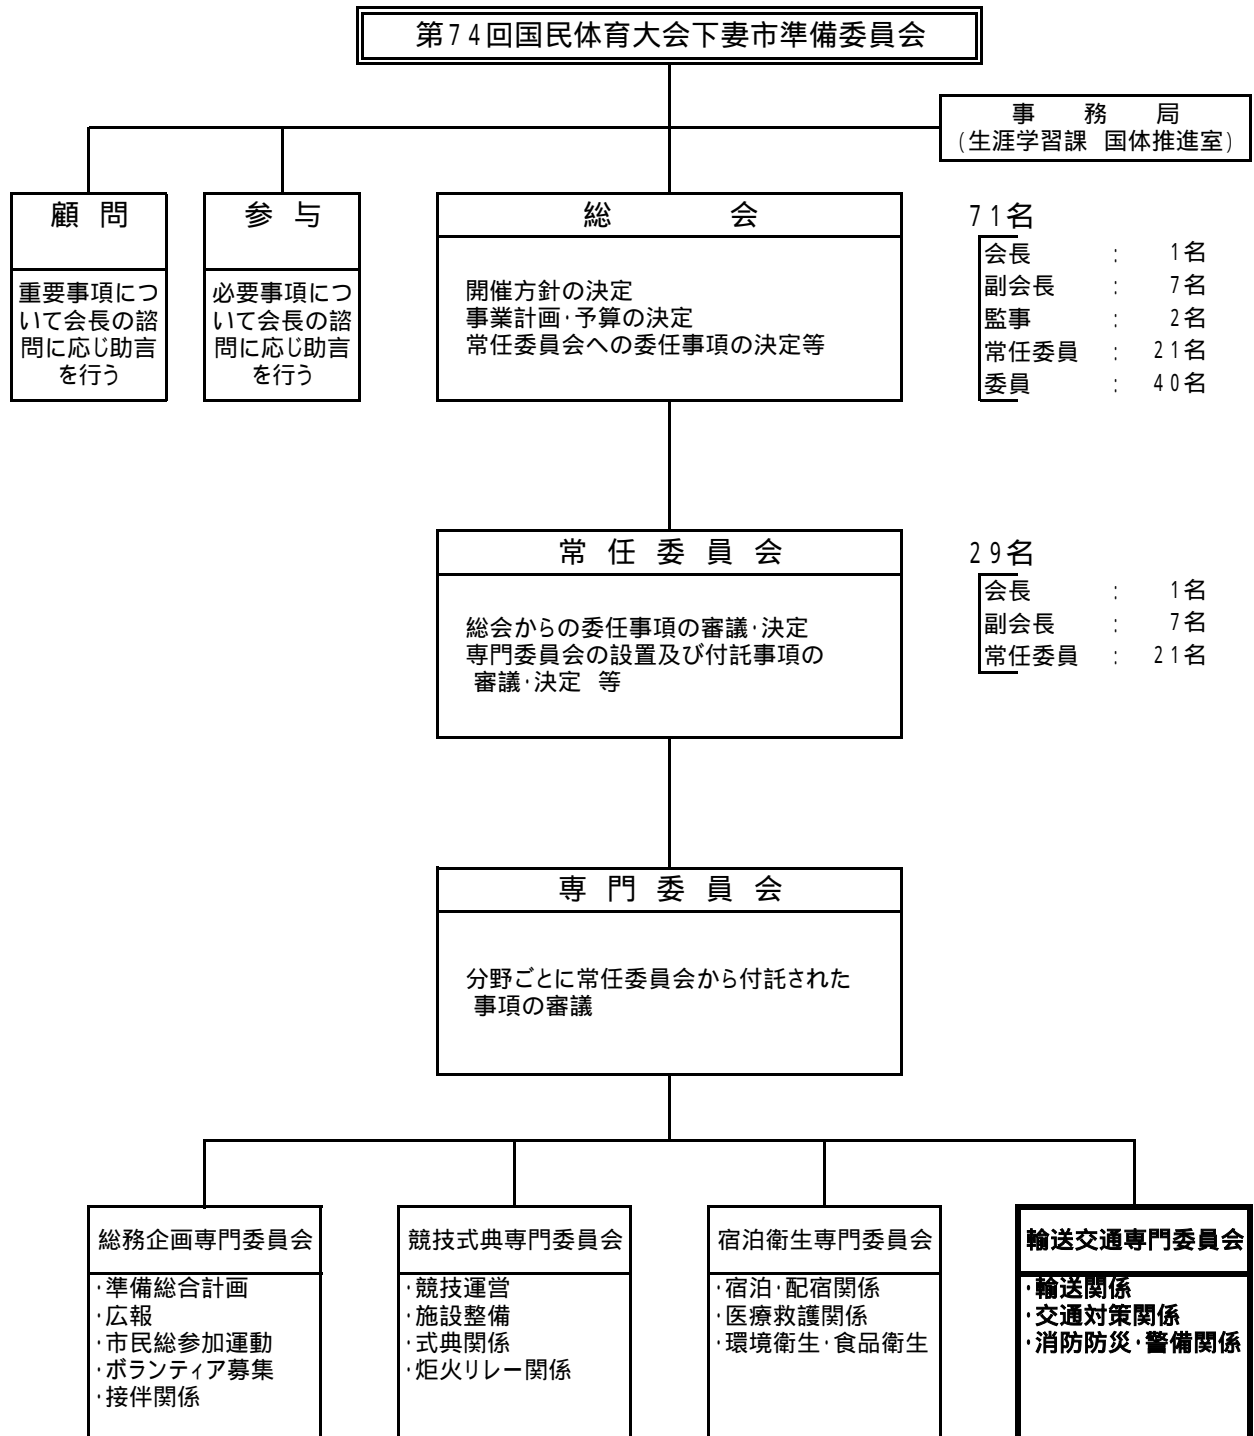 第74回国民体育大会下妻市準備委員会
事　務　局
(生涯学習課　国体推進室)
顧　問
重要事項につ
いて会長の諮
問に応じ助言
を行う
参　与
必要事項につ
いて会長の諮
問に応じ助言
を行う
総　　　会
開催方針の決定
事業計画・予算の決定
常任委員会への委任事項の決定等
71名
会長　：　1名
副会長　：　7名
監事　：　2名
常任委員　：　21名
委員　：　40名
常　任　委　員　会
総会からの委任事項の審議・決定
専門委員会の設置及び付託事項の
審議・決定　等
29名
会長　：　1名
副会長　：　7名
常任委員　：　21名
専　門　委　員　会
分野ごとに常任委員会から付託された
事項の審議
総務企画専門委員会
・準備総合計画
・広報
・市民総参加運動
・ボランティア募集
・接伴関係
競技式典専門委員会
・競技運営
・施設整備
・式典関係
・炬火リレー関係
宿泊衛生専門委員会
・宿泊・配宿関係
・医療救護関係
・環境衛生・食品衛生
輸送交通専門委員会
・輸送関係
・交通対策関係
・消防防災・警備関係